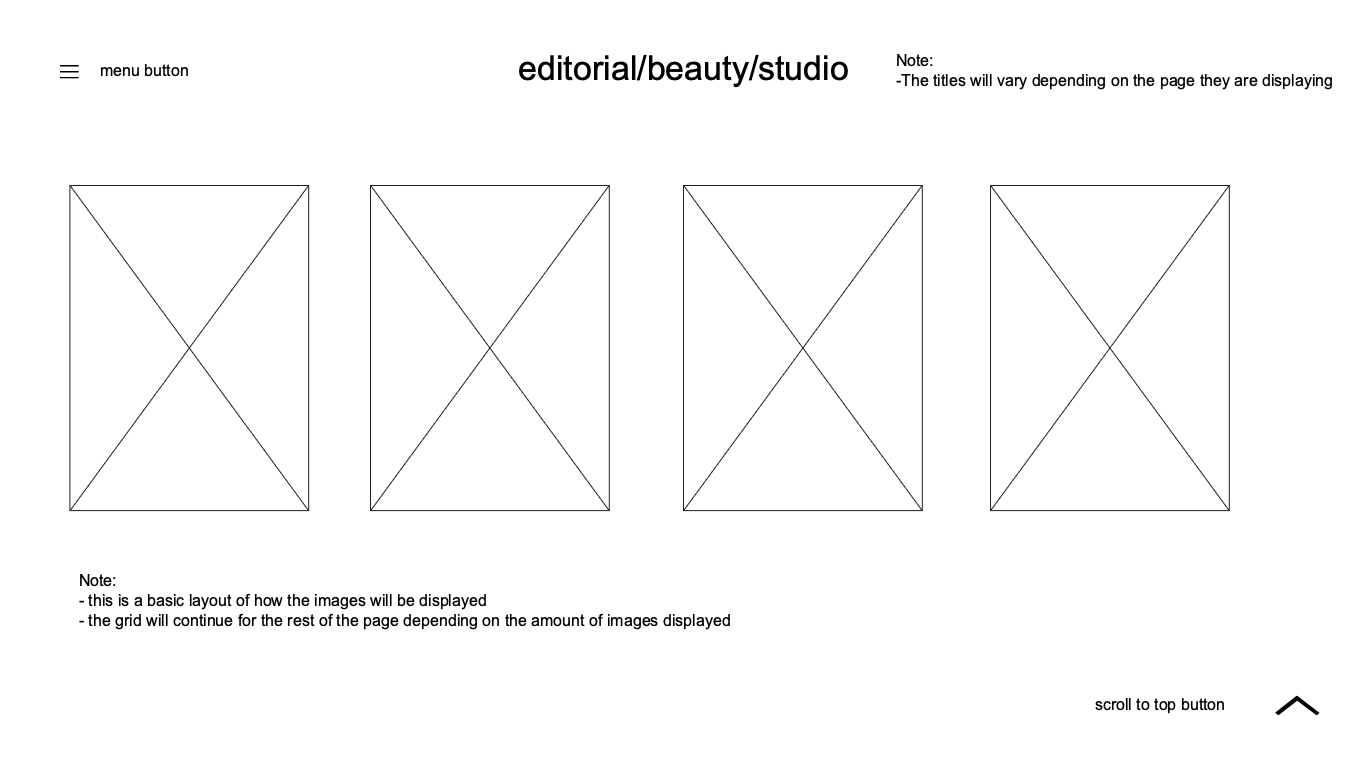 menu button
editorial/beauty/studio
Note:
-The titles will vary depending on the page they are displaying
Note:
- this is a basic layout of how the images will be displayed
- the grid will continue for the rest of the page depending on the amount of images displayed
scroll to top button